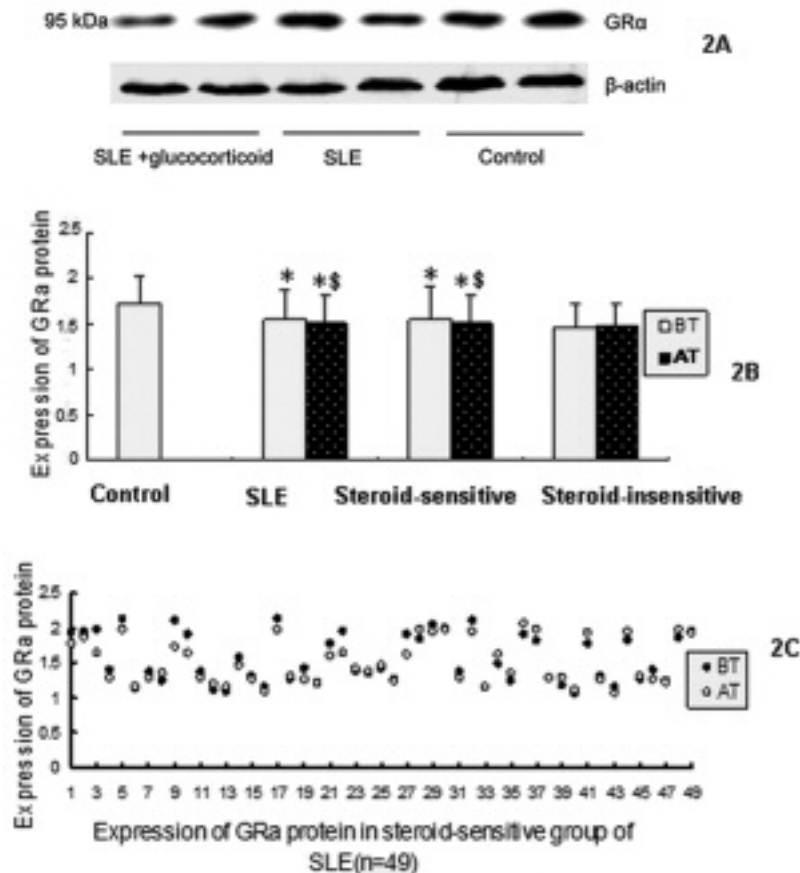 95 kDa GRα 2A
β-actin
SLE +glucocorticoid SLE Control
Expression of GRa protein
2.5
2
1.5
1
0.5
0
* *$ * *$
BT
AT
2B
Control SLE Steroid-sensitive Steroid-insensitive
Expression of GRa protein
2.5
2
1.5
1
0.5
0
2C
BT
AT
1 3 5 7 9 11 13 15 17 19 21 23 25 27 29 31 33 35 37 39 41 43 45 47 49
Expression of GRa protein in steroid-sensitive group of
SLE(n=49)